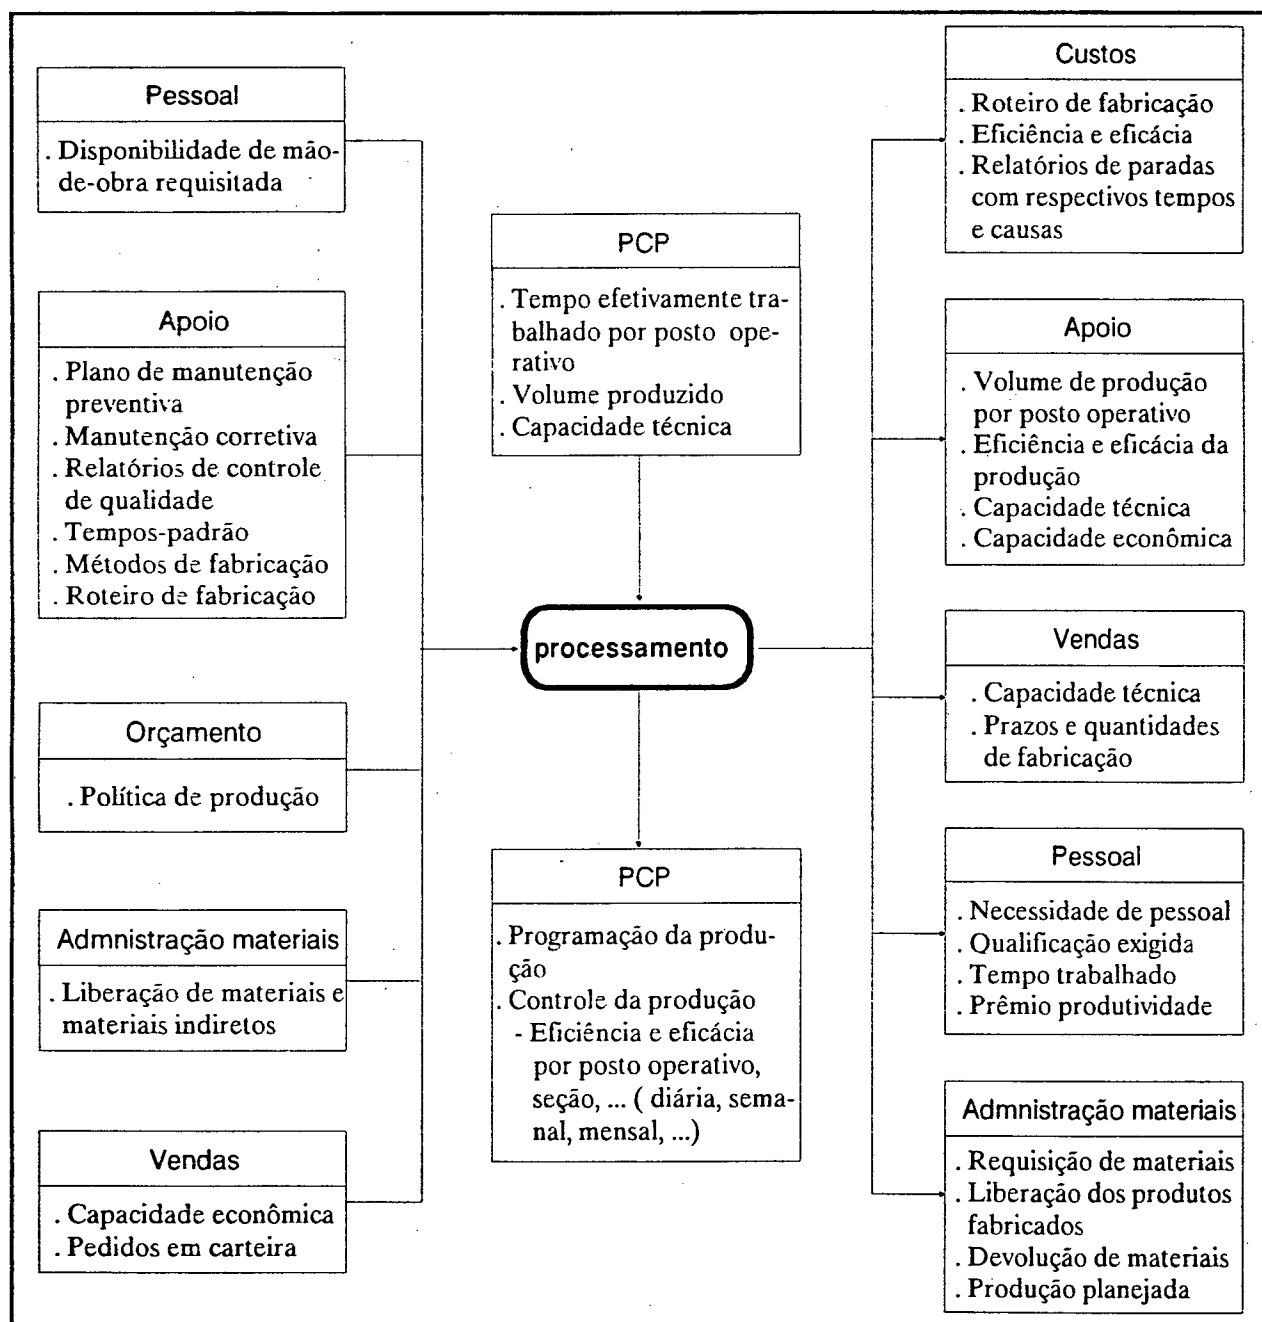 Pessoal
. Disponibilidade de mão-
de-obra requisitada
Apoio
. Plano de manutenção
preventiva
. Manutenção corretiva
. Relatórios de controle
de qualidade
. Tempos-padrão
. Métodos de fabricação
. Roteiro de fabricação
Orçamento
. Política de produção
Admnistração materiais
. Liberação de materiais e
materiais indiretos
Vendas
. Capacidade econômica
. Pedidos em carteira
PCP
. Tempo efetivamente tra-
balhado por posto ope-
rativo
. Volume produzido
. Capacidade técnica
processamento
PCP
. Programação da produ-
ção
. Controle da produção
- Eficiência e eficácia
por posto operativo,
seção, ... ( diária, sema-
nal, mensal, ...)
Custos
. Roteiro de fabricação
. Eficiência e eficácia
. Relatórios de paradas
com respectivos tempos
e causas
Apoio
. Volume de produção
por posto operativo
. Eficiência e eficácia da
produção
. Capacidade técnica
. Capacidade econômica
Vendas
. Capacidade técnica
. Prazos e quantidades
de fabricação
Pessoal
. Necessidade de pessoal
. Qualificação exigida
. Tempo trabalhado
. Prêmio produtividade
Admnistração materiais
. Requisição de materiais
. Liberação dos produtos
fabricados
. Devolução de materiais
. Produção planejada